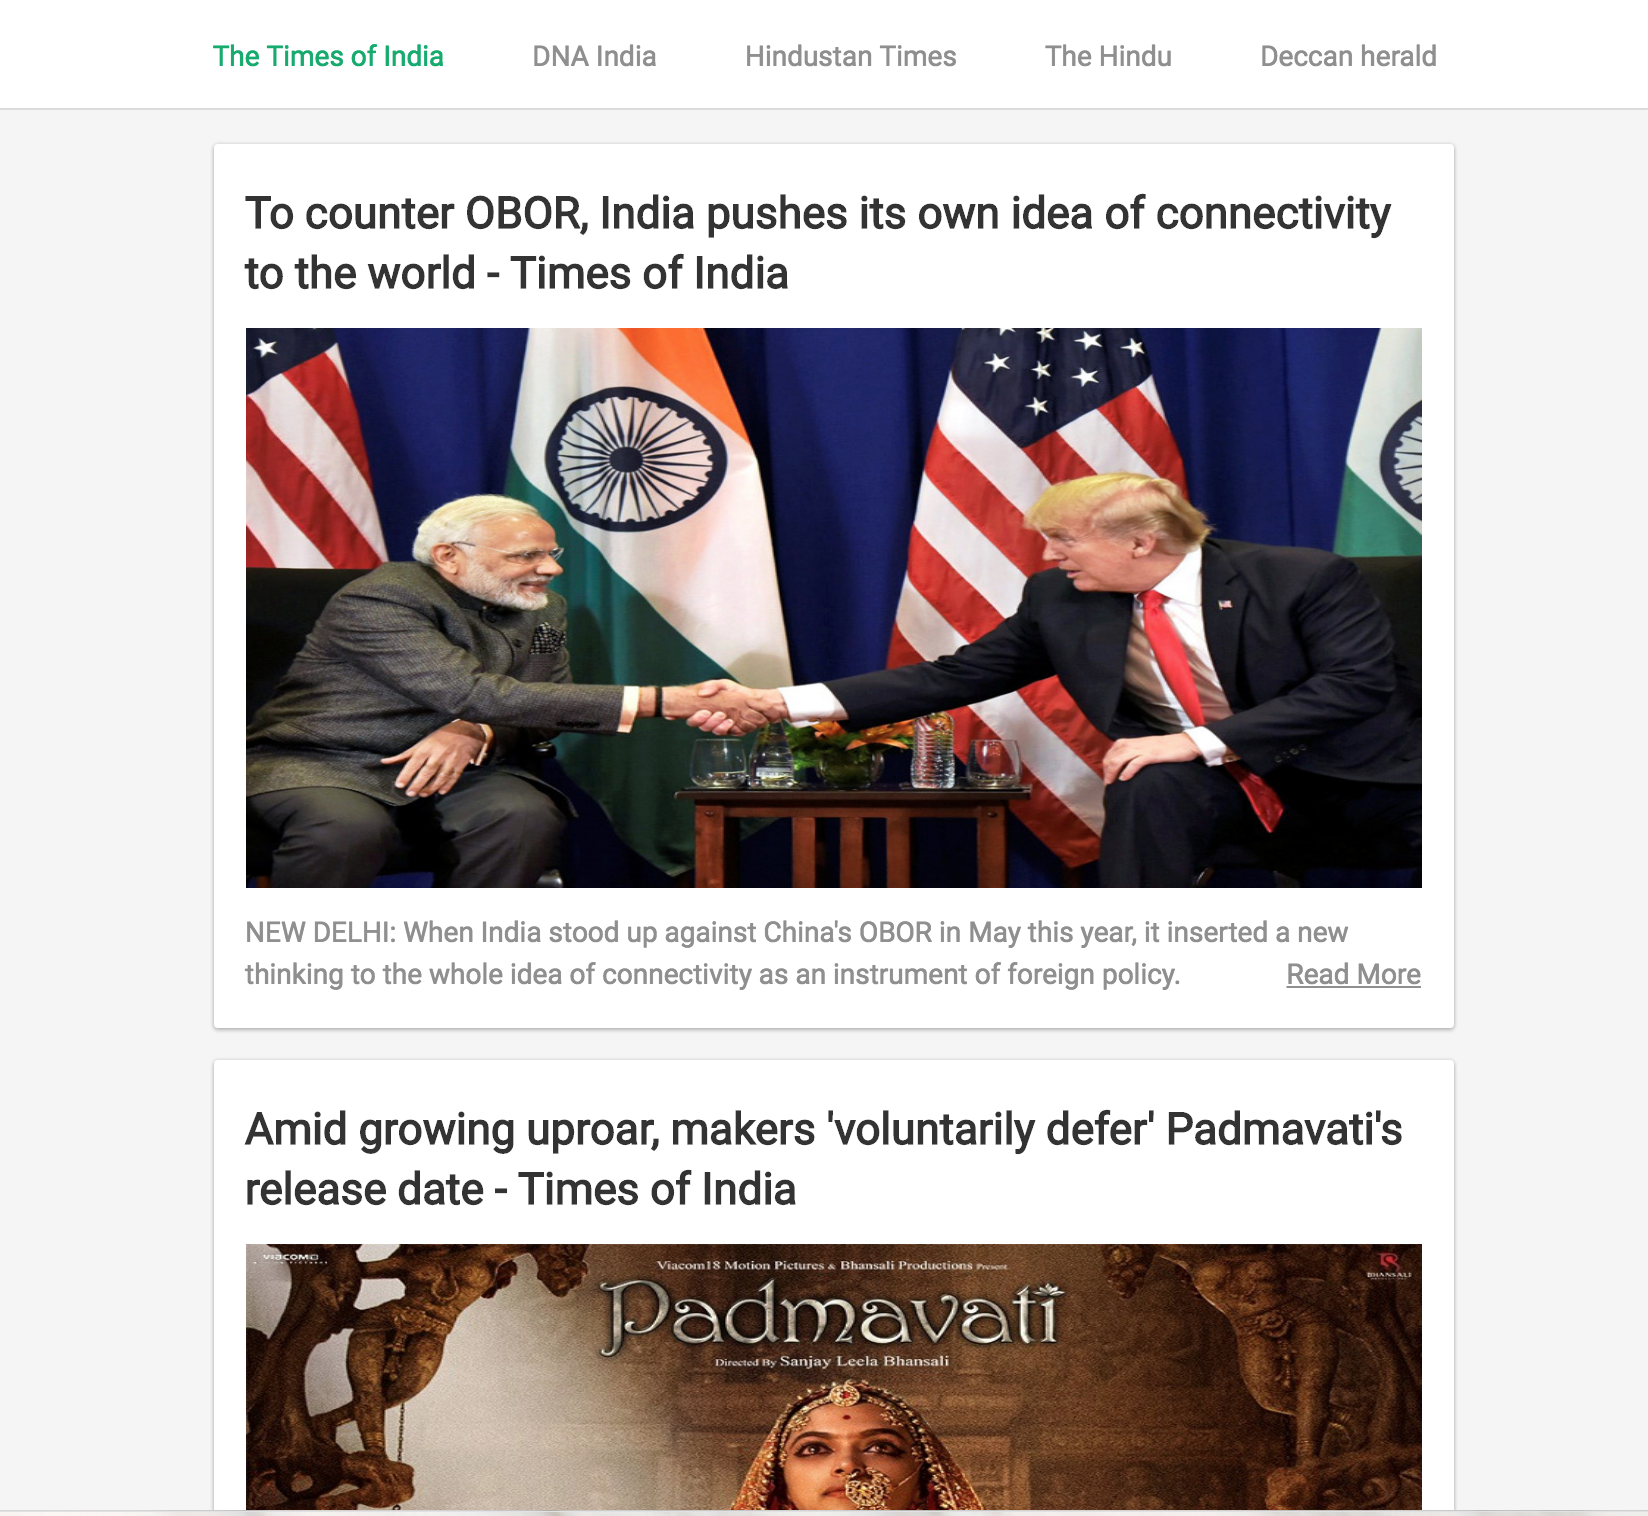 The Times of India DNA India Hindustan Times The Hindu Deccan herald
To counter OBOR, India pushes its own idea of connectivity
to the world - Times of India
NEW DELHI: When India stood up against China's OBOR in May this year, it inserted a new
thinking to the whole idea of connectivity as an instrument of foreign policy. Read More
Amid growing uproar, makers 'voluntarily defer' Padmavati's
release date - Times of India
VIACOM18
Viacom18 Motion Pictures & Bhansali Productions Present
BHANSALI
Padmavati
Directed By Sanjay Leela Bhansali